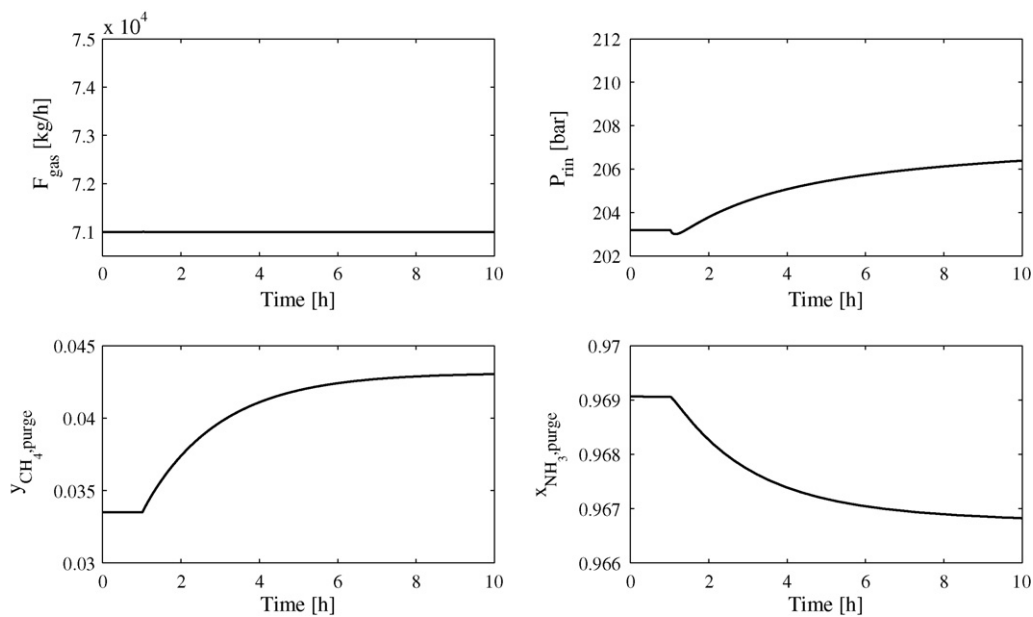 x 10⁴
7.5
7.4
7.3
7.2
7.1
F_gas [kg/h]
0 2 4 6 8 10
Time [h]
212
210
208
206
204
202
P_rin [bar]
0 2 4 6 8 10
Time [h]
0.045
0.04
0.035
0.03
y_CH₄,purge
0 2 4 6 8 10
Time [h]
0.97
0.969
0.968
0.967
0.966
x_NH₃,purge
0 2 4 6 8 10
Time [h]